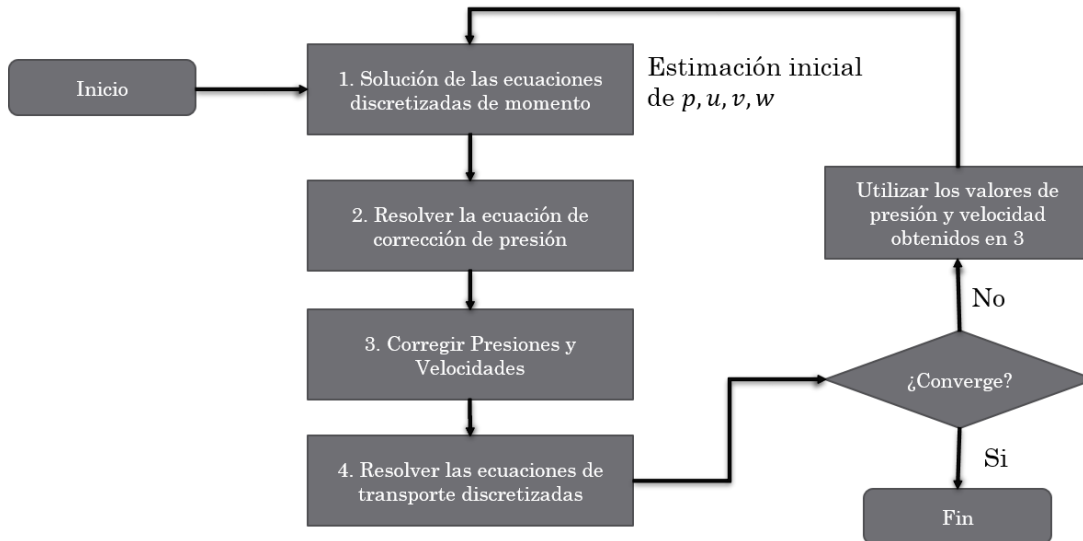 Inicio
1. Solución de las ecuaciones
discretizadas de momento
Estimación inicial
de p, u, v, w
2. Resolver la ecuación de
corrección de presión
Utilizar los valores de
presión y velocidad
obtenidos en 3
No
3. Corregir Presiones y
Velocidades
¿Converge?
4. Resolver las ecuaciones de
transporte discretizadas
Si
Fin